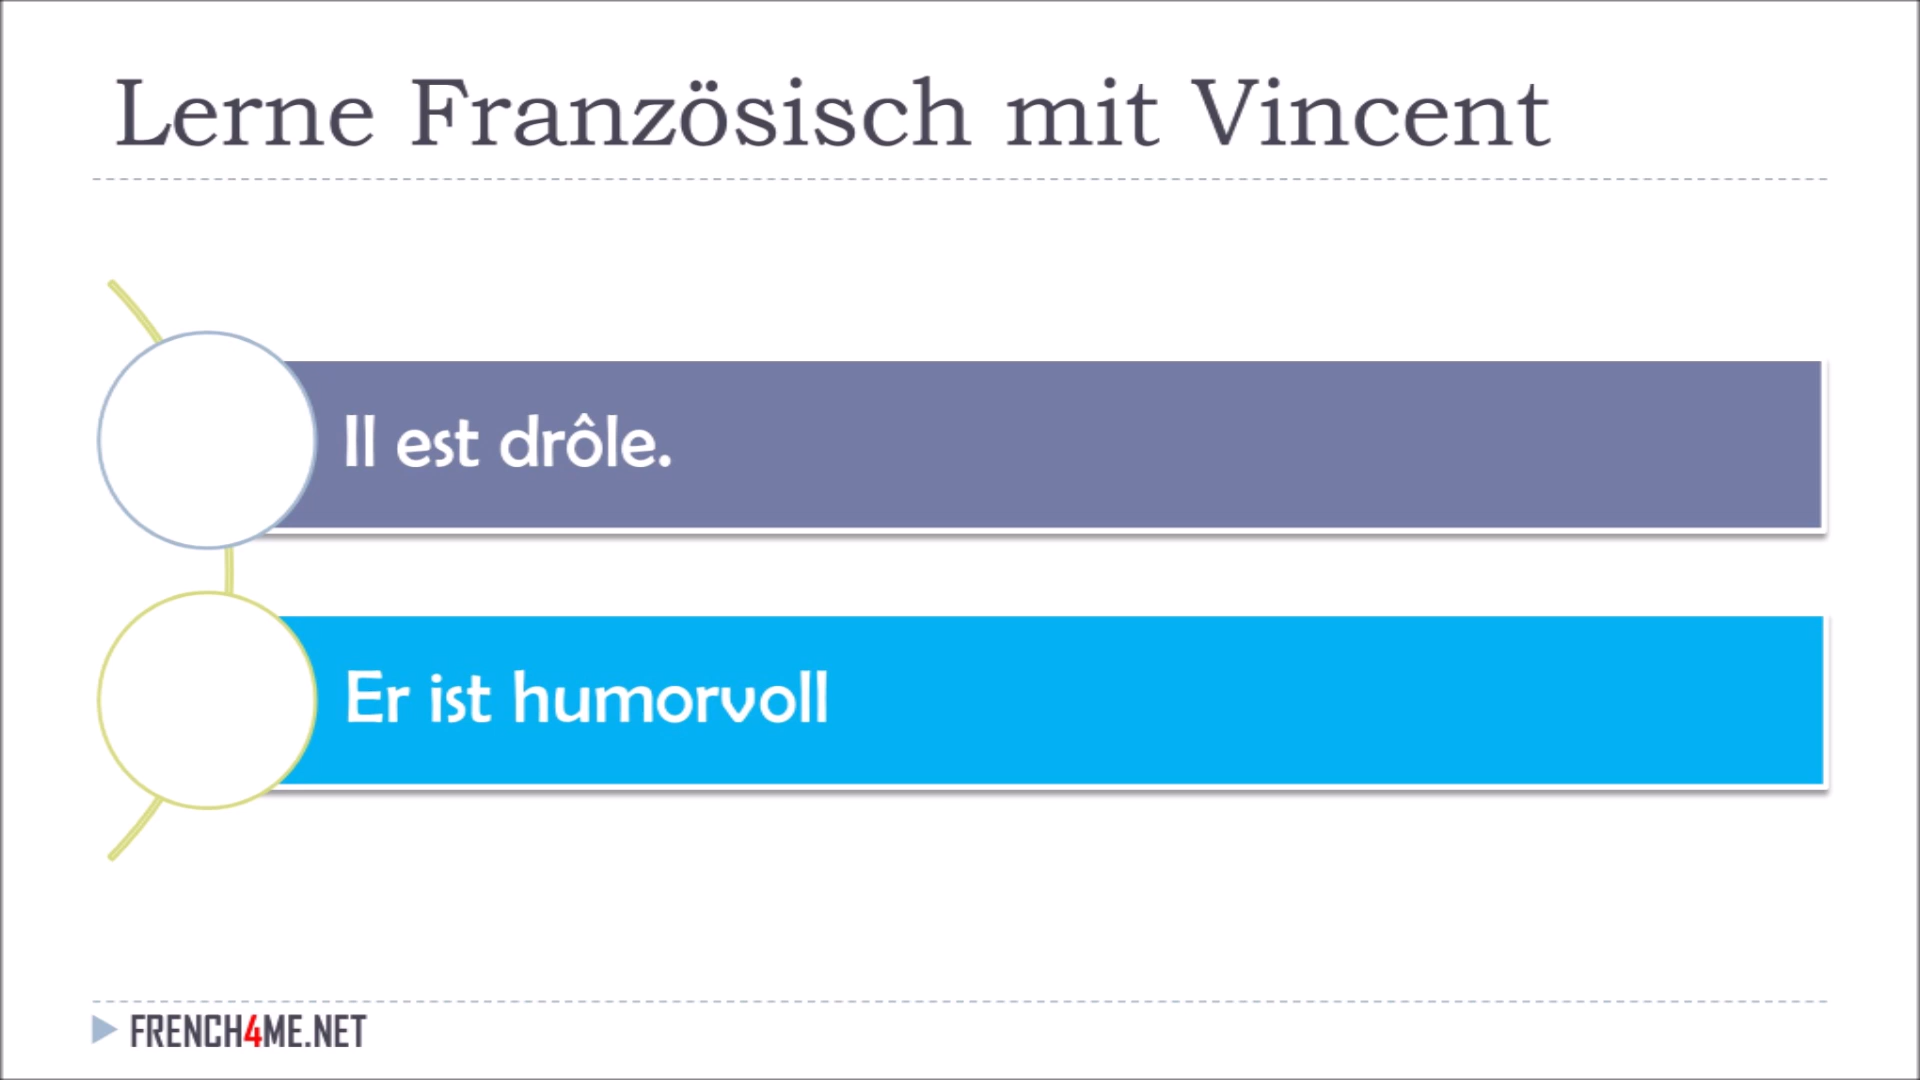 Lerne Französisch mit Vincent
Il est drôle.
Er ist humorvoll
FRENCH4ME.NET